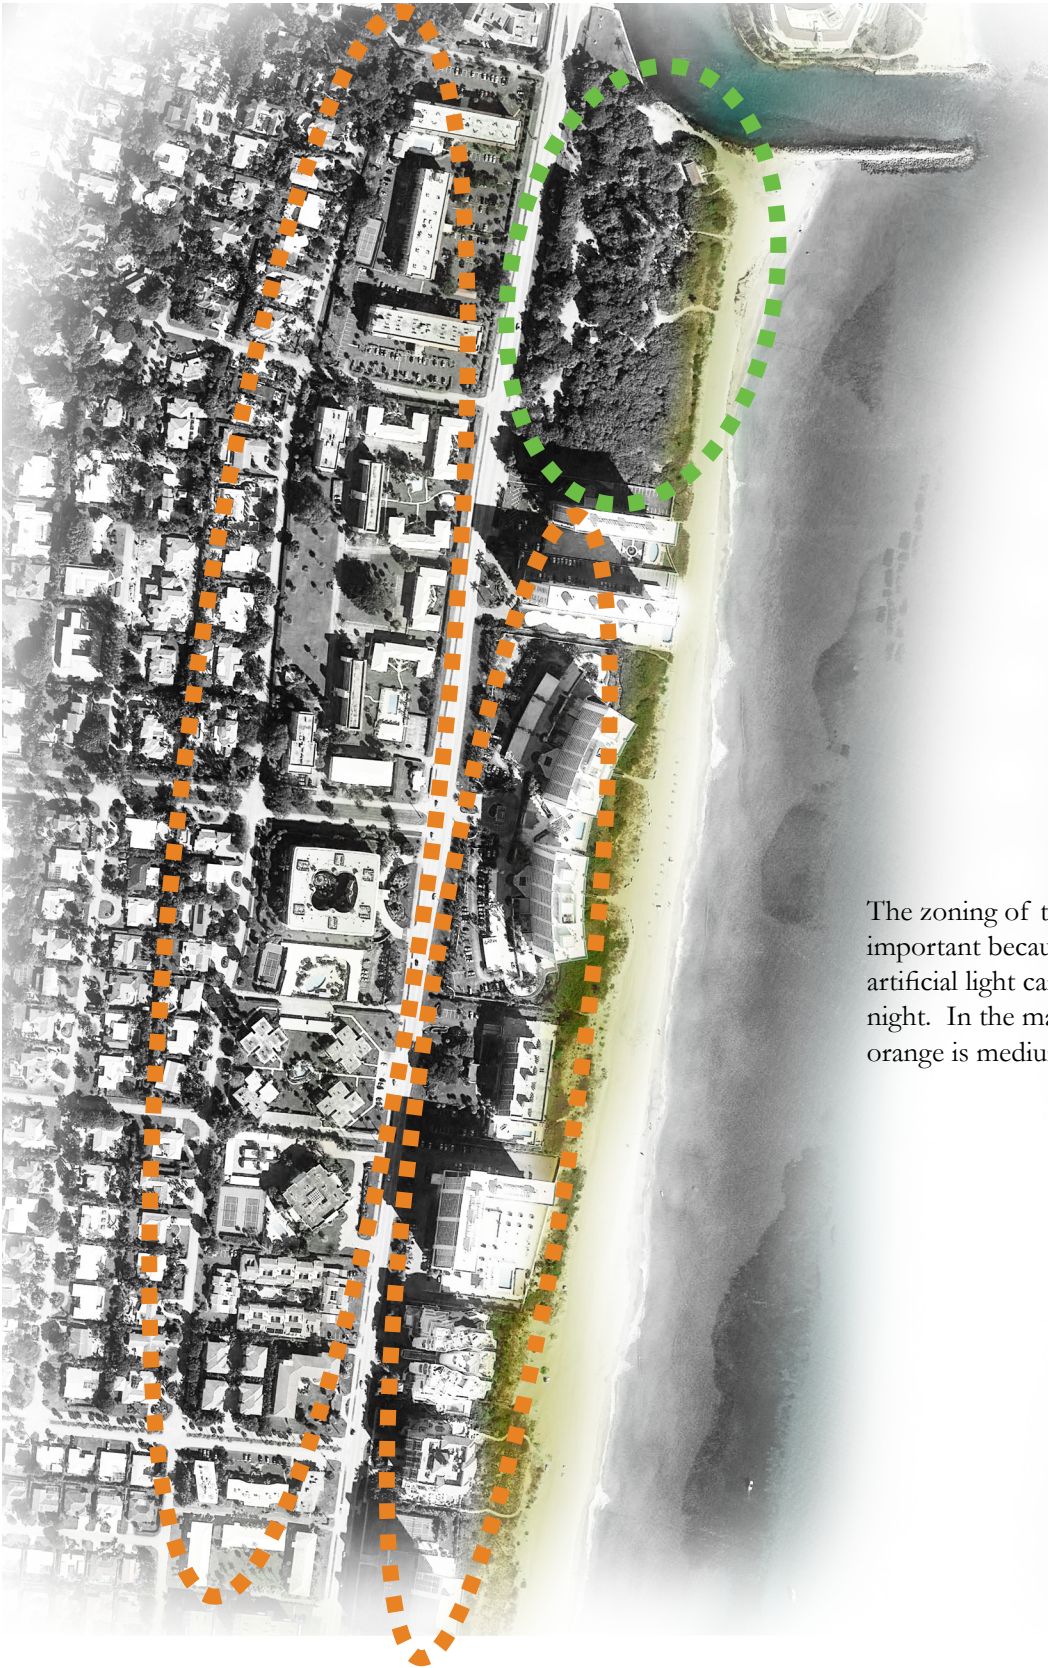 The zoning of
important
artificial light
night.  In the
orange is